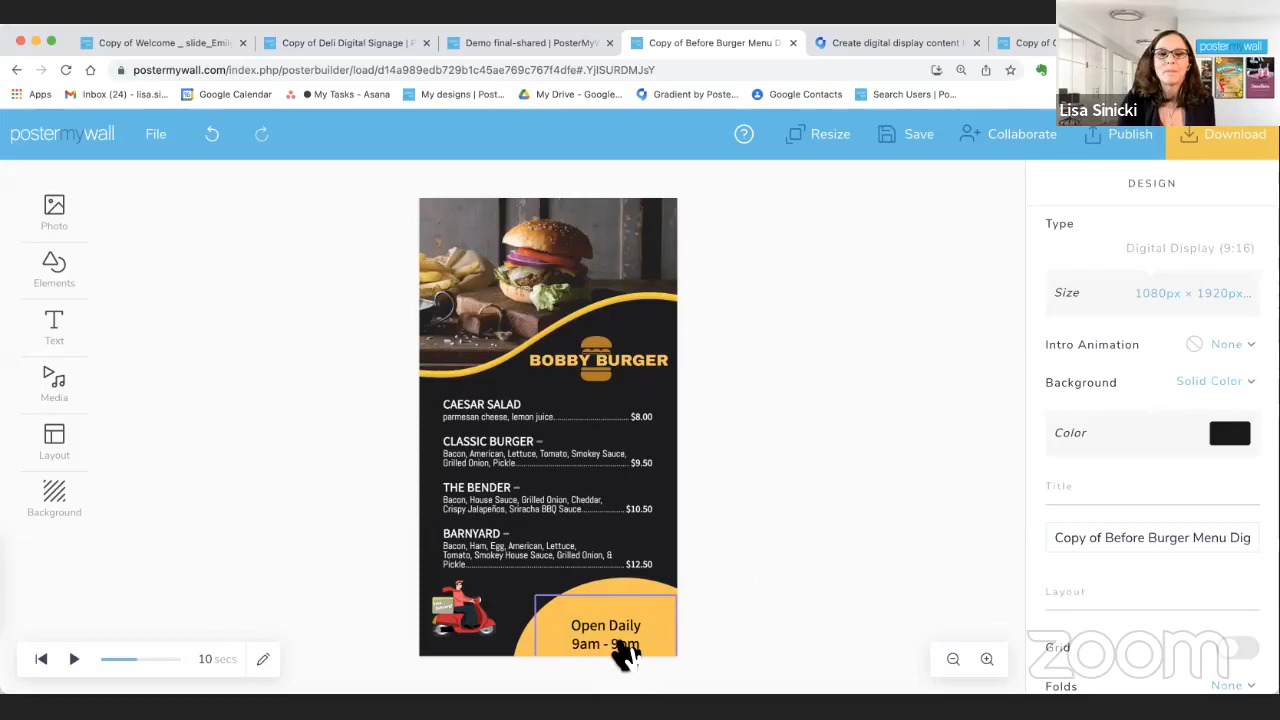 Copy of Welcome _ slide_Emil
Copy of Deli Digital Signage | P
Demo final-shared | PosterMyW
Copy of Before Burger Menu D
Create digital display content
Copy of
postermywall.com/index.php/posterbuilder/load/d14a989edb729b1c45ae769c767f4dfe#.YjISURDMJsY
Apps
Inbox (24) - lisa.si...
Google Calendar
My Tasks - Asana
My designs | Post...
My Drive - Google...
Gradient by Poste...
Google Contacts
Search Users | Po...
postermywall
Lisa Sinicki
postermywall
File
Resize
Save
Collaborate
Publish
Download
Photo
Elements
Text
Media
Layout
Background
BOBBY BURGER
CAESAR SALAD
parmesan cheese, lemon juice............................ $8.00
CLASSIC BURGER –
Bacon, American, Lettuce, Tomato, Smokey Sauce,
Grilled Onion, Pickle.......................................... $9.50
THE BENDER –
Bacon, House Sauce, Grilled Onion, Cheddar,
Crispy Jalapeños, Sriracha BBQ Sauce................ $10.50
BARNYARD –
Bacon, Ham, Egg, American, Lettuce,
Tomato, Smokey House Sauce, Grilled Onion, &
Pickle............................................................. $12.50
Open Daily
9am - 9pm
10 secs
DESIGN
Type
Digital Display (9:16)
Size
1080px × 1920px...
Intro Animation
None
Background
Solid Color
Color
Title
Copy of Before Burger Menu Dig
Layout
Grid
Folds
None
zoom